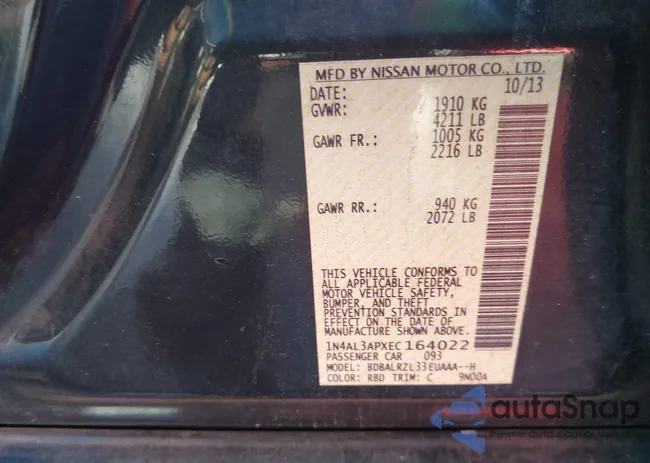 MFD BY NISSAN MOTOR CO., LTD.
DATE: 10/13
GVWR: 1910 KG
4211 LB
GAWR FR.: 1005 KG
2216 LB
GAWR RR.: 940 KG
2072 LB
THIS VEHICLE CONFORMS TO
ALL APPLICABLE FEDERAL
MOTOR VEHICLE SAFETY,
BUMPER, AND THEFT
PREVENTION STANDARDS IN
EFFECT ON THE DATE OF
MANUFACTURE SHOWN ABOVE.
1N4AL3APXEC164022
PASSENGER CAR 093
MODEL: BDBALRZL33EUAAA--H
COLOR: RBD TRIM: C 9N00A
autaSnap
Pewne auta z aukcji